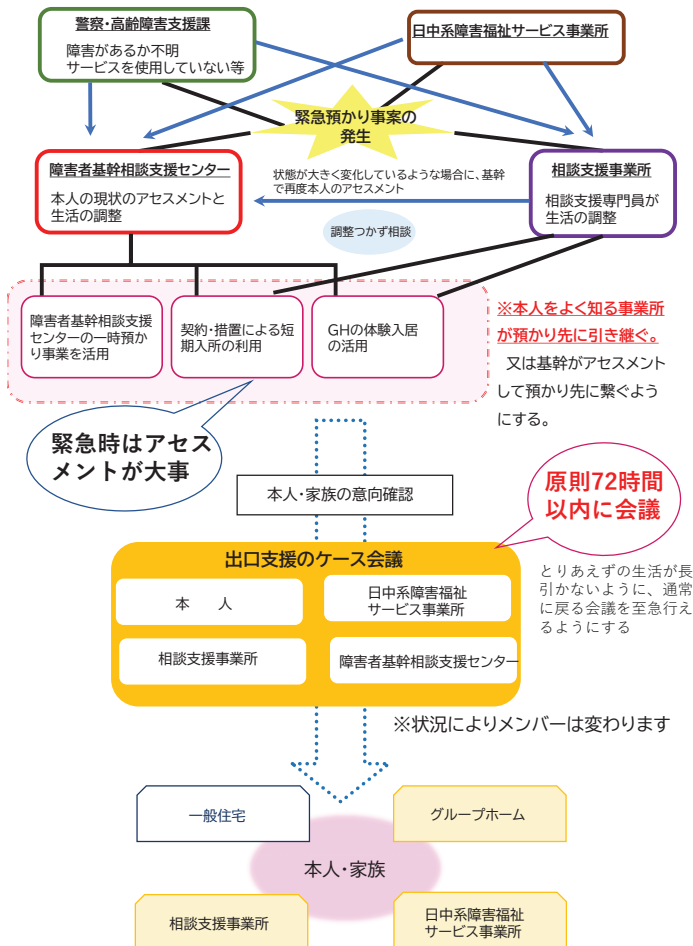 警察・高齢障害支援課
障害があるか不明
サービスを使用していない等
日中系障害福祉サービス事業所
緊急預かり事案の
発生
障害者基幹相談支援センター
本人の現状のアセスメントと
生活の調整
状態が大きく変化しているような場合に、基幹
で再度本人のアセスメント
調整つかず相談
相談支援事業所
相談支援専門員が
生活の調整
障害者基幹相談支援
センターの一時預か
り事業を活用
契約・措置による短
期入所の利用
GHの体験入居
の活用
※本人をよく知る事業所
が預かり先に引き継ぐ。
又は基幹がアセスメント
して預かり先に繋ぐよう
にする。
緊急時はアセス
メントが大事
本人・家族の意向確認
原則72時間
以内に会議
とりあえずの生活が長
引かないように、通常
に戻る会議を至急行え
るようにする
出口支援のケース会議
本　人
日中系障害福祉
サービス事業所
相談支援事業所
障害者基幹相談支援センター
※状況によりメンバーは変わります
一般住宅
グループホーム
本人・家族
相談支援事業所
日中系障害福祉
サービス事業所